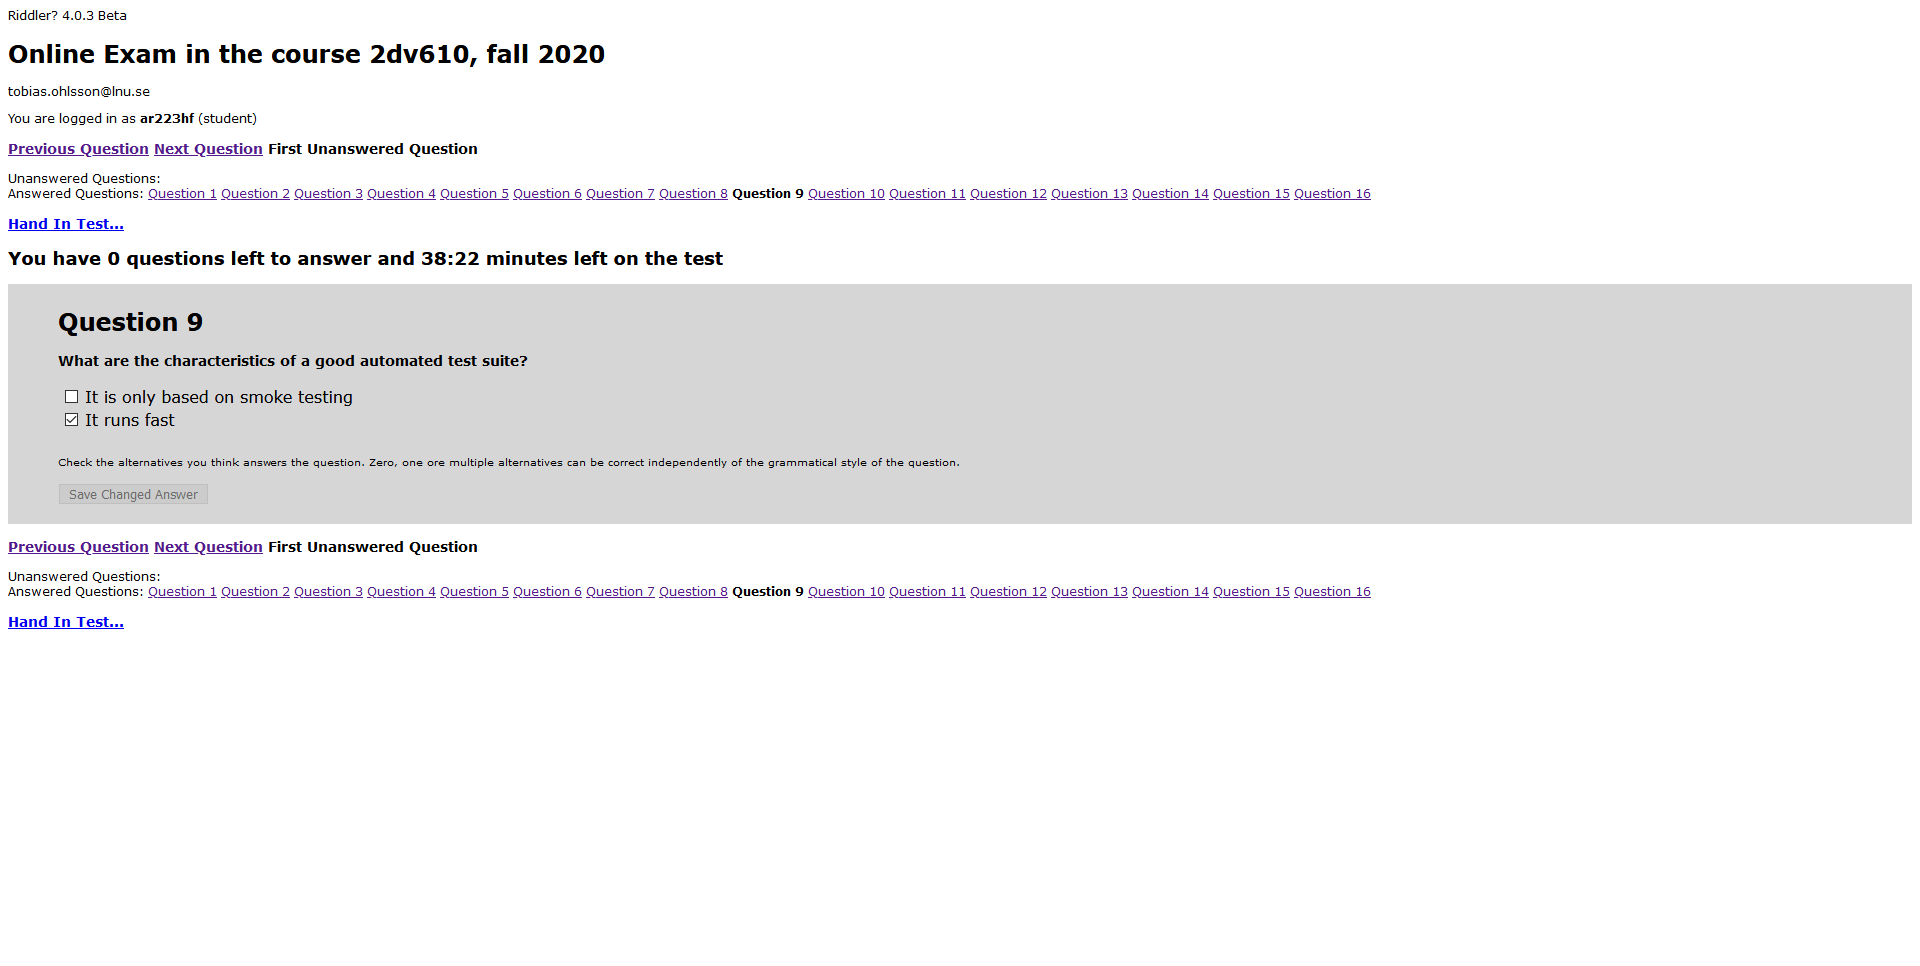 Riddler? 4.0.3 Beta
Online Exam in the course 2dv610, fall 2020
tobias.ohlsson@lnu.se
You are logged in as ar223hf (student)
Previous Question Next Question First Unanswered Question
Unanswered Questions:
Answered Questions: Question 1 Question 2 Question 3 Question 4 Question 5 Question 6 Question 7 Question 8 Question 9 Question 10 Question 11 Question 12 Question 13 Question 14 Question 15 Question 16
Hand In Test...
You have 0 questions left to answer and 38:22 minutes left on the test
Question 9
What are the characteristics of a good automated test suite?
It is only based on smoke testing
It runs fast
Check the alternatives you think answers the question. Zero, one ore multiple alternatives can be correct independently of the grammatical style of the question.
Save Changed Answer
Previous Question Next Question First Unanswered Question
Unanswered Questions:
Answered Questions: Question 1 Question 2 Question 3 Question 4 Question 5 Question 6 Question 7 Question 8 Question 9 Question 10 Question 11 Question 12 Question 13 Question 14 Question 15 Question 16
Hand In Test...